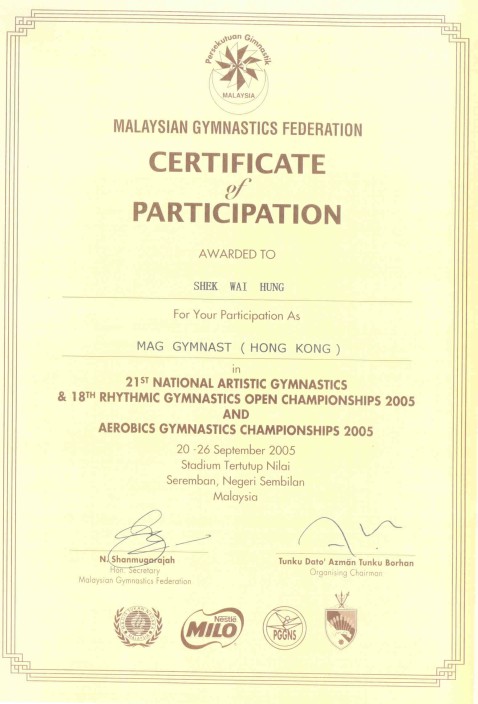 Persekutuan Gimnastik
MALAYSIA
MALAYSIAN GYMNASTICS FEDERATION
CERTIFICATE
of
PARTICIPATION
AWARDED TO
SHEK WAI HUNG
For Your Participation As
MAG GYMNAST ( HONG KONG )
in
21ST NATIONAL ARTISTIC GYMNASTICS
& 18TH RHYTHMIC GYMNASTICS OPEN CHAMPIONSHIPS 2005
AND
AEROBICS GYMNASTICS CHAMPIONSHIPS 2005
20 -26 September 2005
Stadium Tertutup Nilai
Seremban, Negeri Sembilan
Malaysia
N. Shanmugarajah
Hon. Secretary
Malaysian Gymnastics Federation
Tunku Dato' Azmän Tunku Borhan
Organising Chairman
Nestlé
MILO
PGGNS